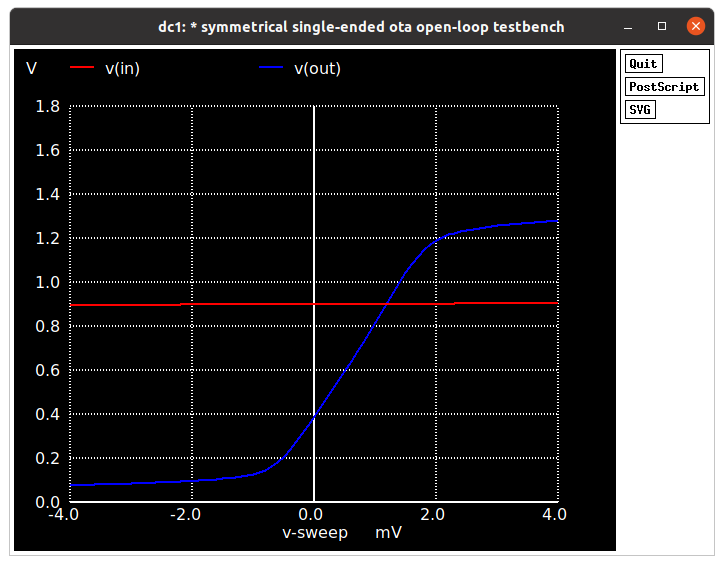 dc1: * symmetrical single-ended ota open-loop testbench
V v(in) v(out)
Quit
PostScript
SVG
1.8
1.6
1.4
1.2
1.0
0.8
0.6
0.4
0.2
0.0
-4.0 -2.0 0.0 2.0 4.0
v-sweep mV